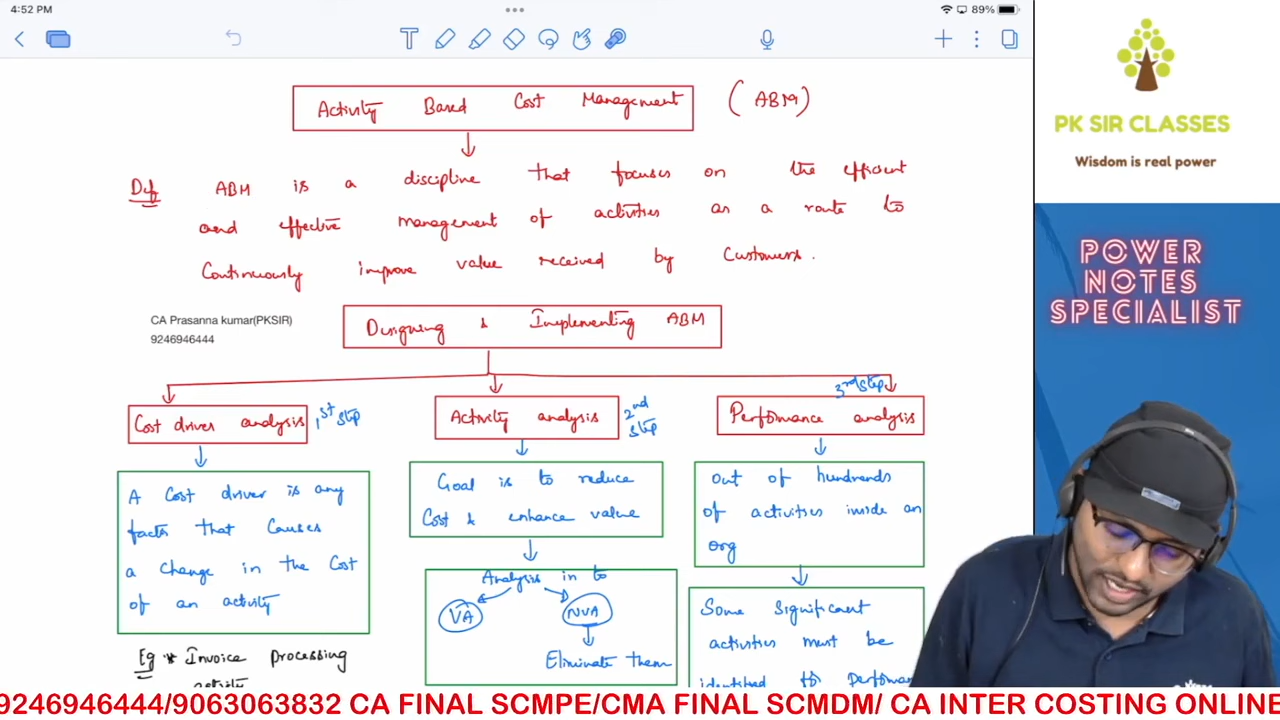 4:52 PM
89%
Activity Based Cost Management (ABM)
PK SIR CLASSES
Wisdom is real power
Def ABM is a discipline that focuses on the efficient
and effective management of activities as a route to
Continuously improve value received by Customers.
POWER
NOTES
SPECIALIST
CA Prasanna kumar(PKSIR)
9246946444
Designing & Implementing ABM
Cost driver analysis 1st Step
A Cost driver is any
factor that Causes
a change in the Cost
of an activity
Eg Invoice processing
activity
Activity analysis 2nd Step
Goal is to reduce
Cost & enhance value
Analysis in to
VA NVA
Eliminate them
3rd Step
Perfomance analysis
Out of hundreads
of activities inside an
org
Some significant
activities must be
identified for perfoman
9246946444/9063063832 CA FINAL SCMPE/CMA FINAL SCMDM/ CA INTER COSTING ONLINE